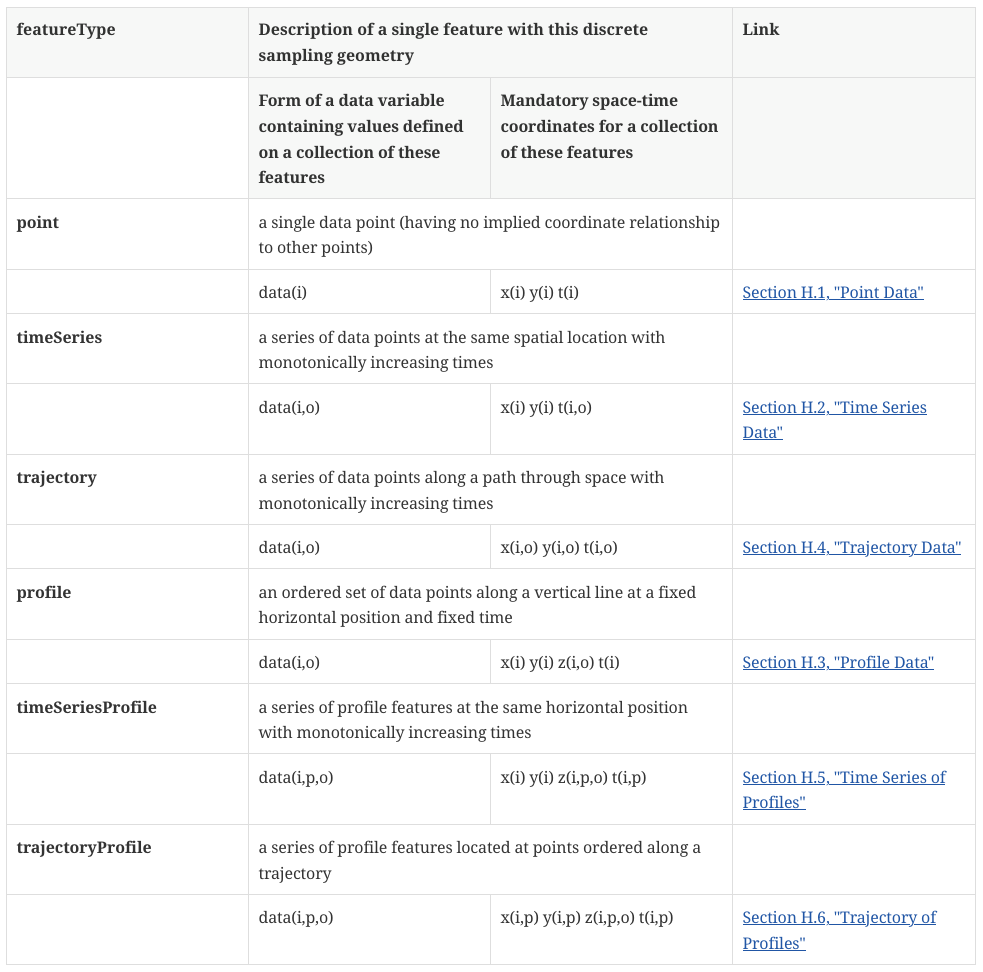 featureType
Description of a single feature with this discrete
sampling geometry
Link
Form of a data variable
containing values defined
on a collection of these
features
Mandatory space-time
coordinates for a collection
of these features
point
a single data point (having no implied coordinate relationship
to other points)
data(i)
x(i) y(i) t(i)
Section H.1, "Point Data"
timeSeries
a series of data points at the same spatial location with
monotonically increasing times
data(i,o)
x(i) y(i) t(i,o)
Section H.2, "Time Series
Data"
trajectory
a series of data points along a path through space with
monotonically increasing times
data(i,o)
x(i,o) y(i,o) t(i,o)
Section H.4, "Trajectory Data"
profile
an ordered set of data points along a vertical line at a fixed
horizontal position and fixed time
data(i,o)
x(i) y(i) z(i,o) t(i)
Section H.3, "Profile Data"
timeSeriesProfile
a series of profile features at the same horizontal position
with monotonically increasing times
data(i,p,o)
x(i) y(i) z(i,p,o) t(i,p)
Section H.5, "Time Series of
Profiles"
trajectoryProfile
a series of profile features located at points ordered along a
trajectory
data(i,p,o)
x(i,p) y(i,p) z(i,p,o) t(i,p)
Section H.6, "Trajectory of
Profiles"